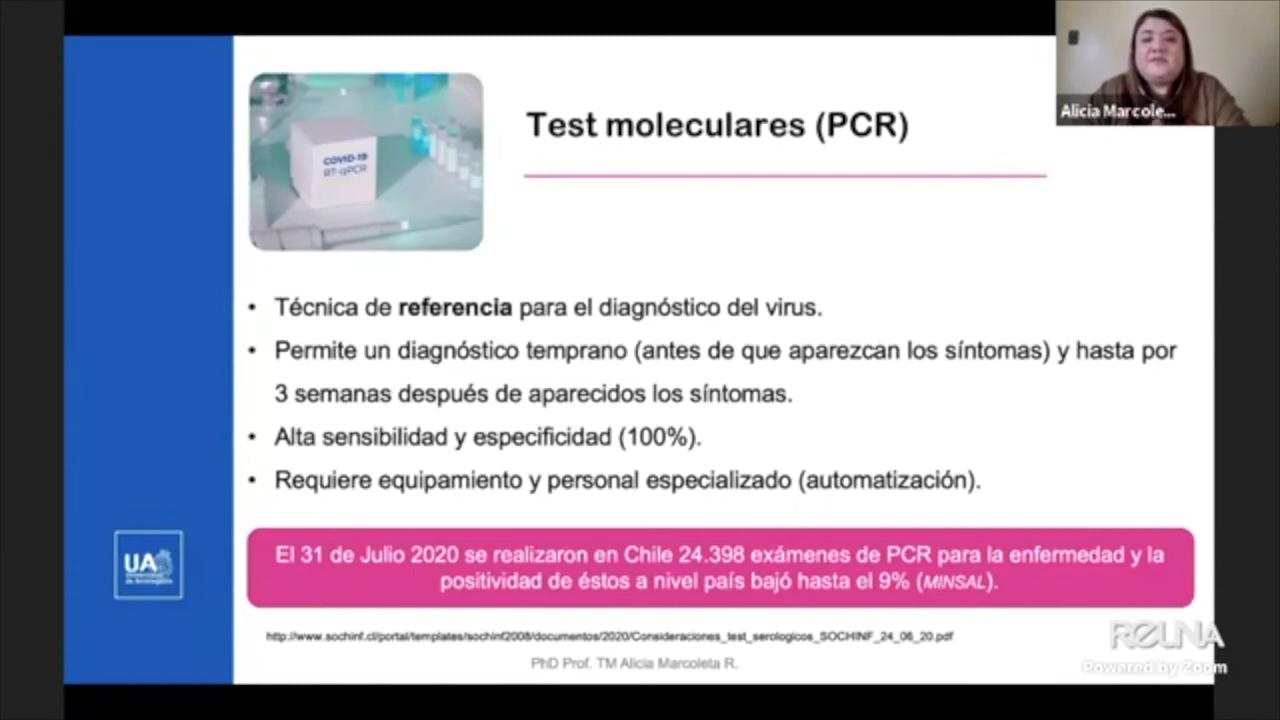 Alicia Marcole...
COVID-19
RT-qPCR
Test moleculares (PCR)
• Técnica de referencia para el diagnóstico del virus.
• Permite un diagnóstico temprano (antes de que aparezcan los síntomas) y hasta por
3 semanas después de aparecidos los síntomas.
• Alta sensibilidad y especificidad (100%).
• Requiere equipamiento y personal especializado (automatización).
UA
Universidad
de Antofagasta
El 31 de Julio 2020 se realizaron en Chile 24.398 exámenes de PCR para la enfermedad y la
positividad de éstos a nivel país bajó hasta el 9% (MINSAL).
http://www.sochinf.cl/portal/templates/sochinf2008/documentos/2020/Consideraciones_test_serologicos_SOCHINF_24_06_20.pdf
PhD Prof. TM Alicia Marcoleta R.
REUNA
Powered by Zoom